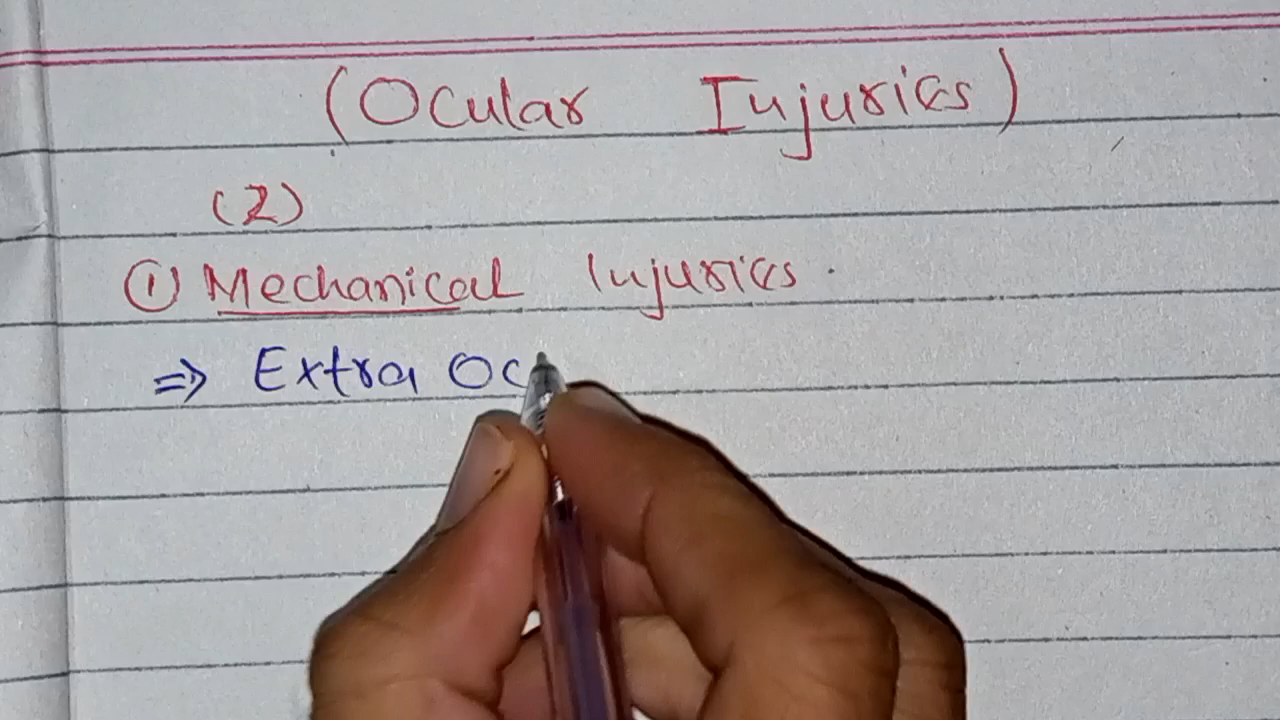 (Ocular Injuries)
(2)
① Mechanical Injuries.
⇒ Extra Oc